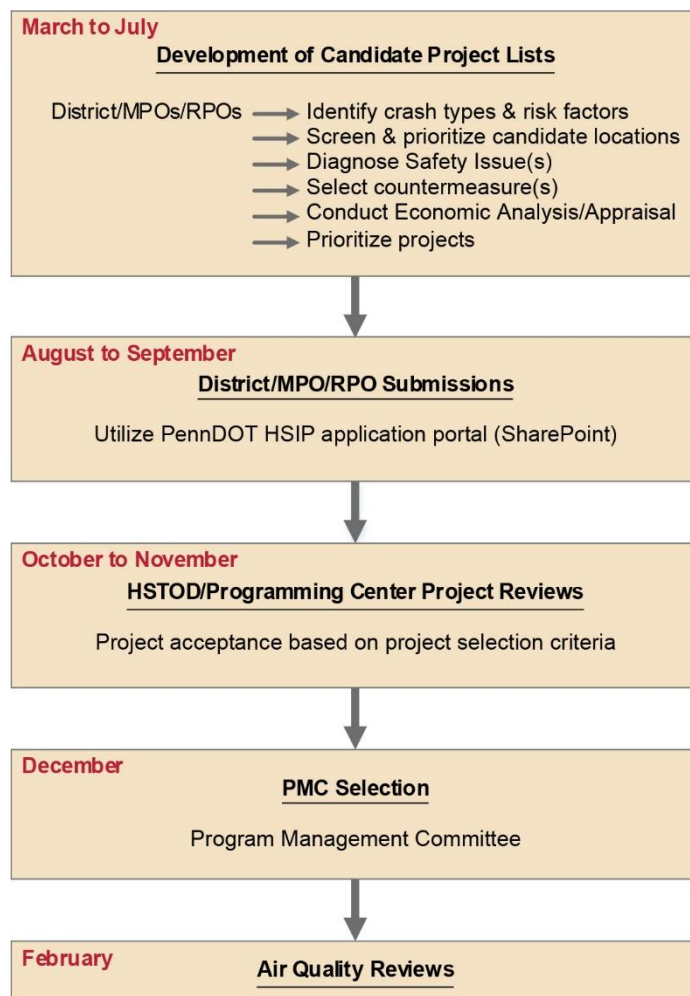 March to July
Development of Candidate Project Lists
District/MPOs/RPOs Identify crash types & risk factors
Screen & prioritize candidate locations
Diagnose Safety Issue(s)
Select countermeasure(s)
Conduct Economic Analysis/Appraisal
Prioritize projects
August to September
District/MPO/RPO Submissions
Utilize PennDOT HSIP application portal (SharePoint)
October to November
HSTOD/Programming Center Project Reviews
Project acceptance based on project selection criteria
December
PMC Selection
Program Management Committee
February
Air Quality Reviews